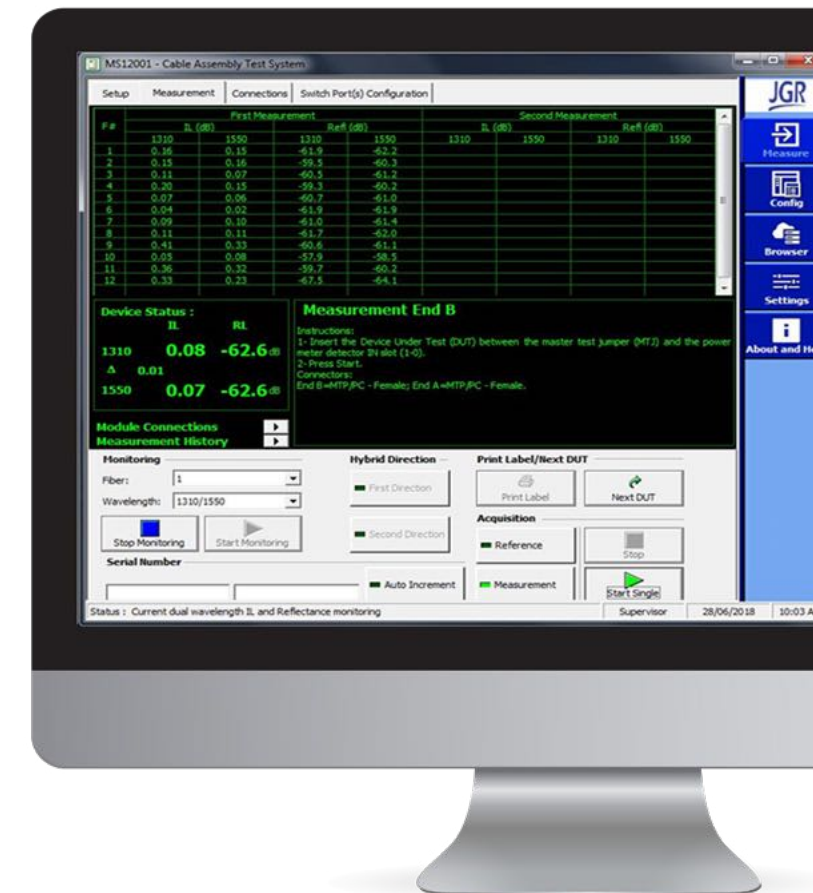 MS12001 - Cable Assembly Test System
JGR
Setup Measurement Connections Switch Port(s) Configuration
First Measurement Second Measurement
F# IL (dB) Refl (dB) IL (dB) Refl (dB)
1310 1550 1310 1550 1310 1550 1310 1550
1 0.16 0.15 -61.9 -62.2
2 0.15 0.16 -59.5 -60.3
3 0.11 0.07 -60.5 -61.2
4 0.20 0.15 -59.3 -60.2
5 0.07 0.06 -60.7 -61.0
6 0.04 0.02 -61.9 -61.9
7 0.09 0.10 -61.0 -61.4
8 0.11 0.11 -61.7 -62.0
9 0.41 0.33 -60.6 -61.1
10 0.05 0.08 -57.9 -58.5
11 0.36 0.32 -59.7 -60.2
12 0.33 0.23 -67.5 -64.1
Measure
Config
Browser
Settings
About and He
Device Status :
IL RL
1310 0.08 -62.6 dB
Δ 0.01
1550 0.07 -62.6 dB
Module Connections
Measurement History
Measurement End B
Instructions:
1- Insert the Device Under Test (DUT) between the master test jumper (MTJ) and the power
meter detector IN slot (1-0).
2- Press Start.
Connectors:
End B=MTP/PC - Female; End A=MTP/PC - Female.
Monitoring
Fiber: 1
Wavelength: 1310/1550
Stop Monitoring Start Monitoring
Serial Number
Hybrid Direction
First Direction
Second Direction
Auto Increment
Print Label/Next DUT
Print Label Next DUT
Acquisition
Reference Stop
Measurement Start Single
Status : Current dual wavelength IL and Reflectance monitoring Supervisor 28/06/2018 10:03 A